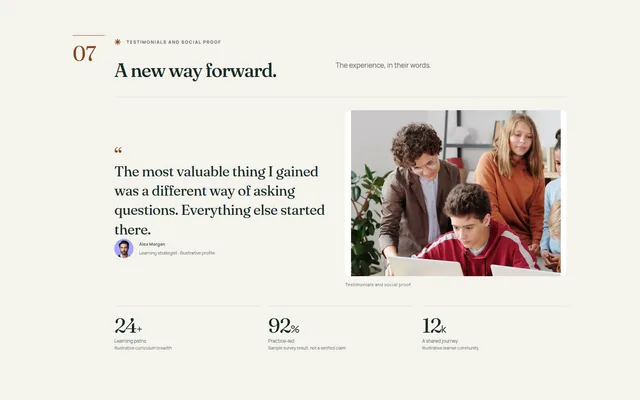 07
TESTIMONIALS AND SOCIAL PROOF
A new way forward.
The experience, in their words.
“
The most valuable thing I gained
was a different way of asking
questions. Everything else started
there.
Alex Morgan
Learning strategist · Illustrative profile
Testimonials and social proof
24+
Learning paths
Illustrative curriculum breadth
92%
Practice-led
Sample survey result, not a verified claim
12k
A shared journey
Illustrative learner community